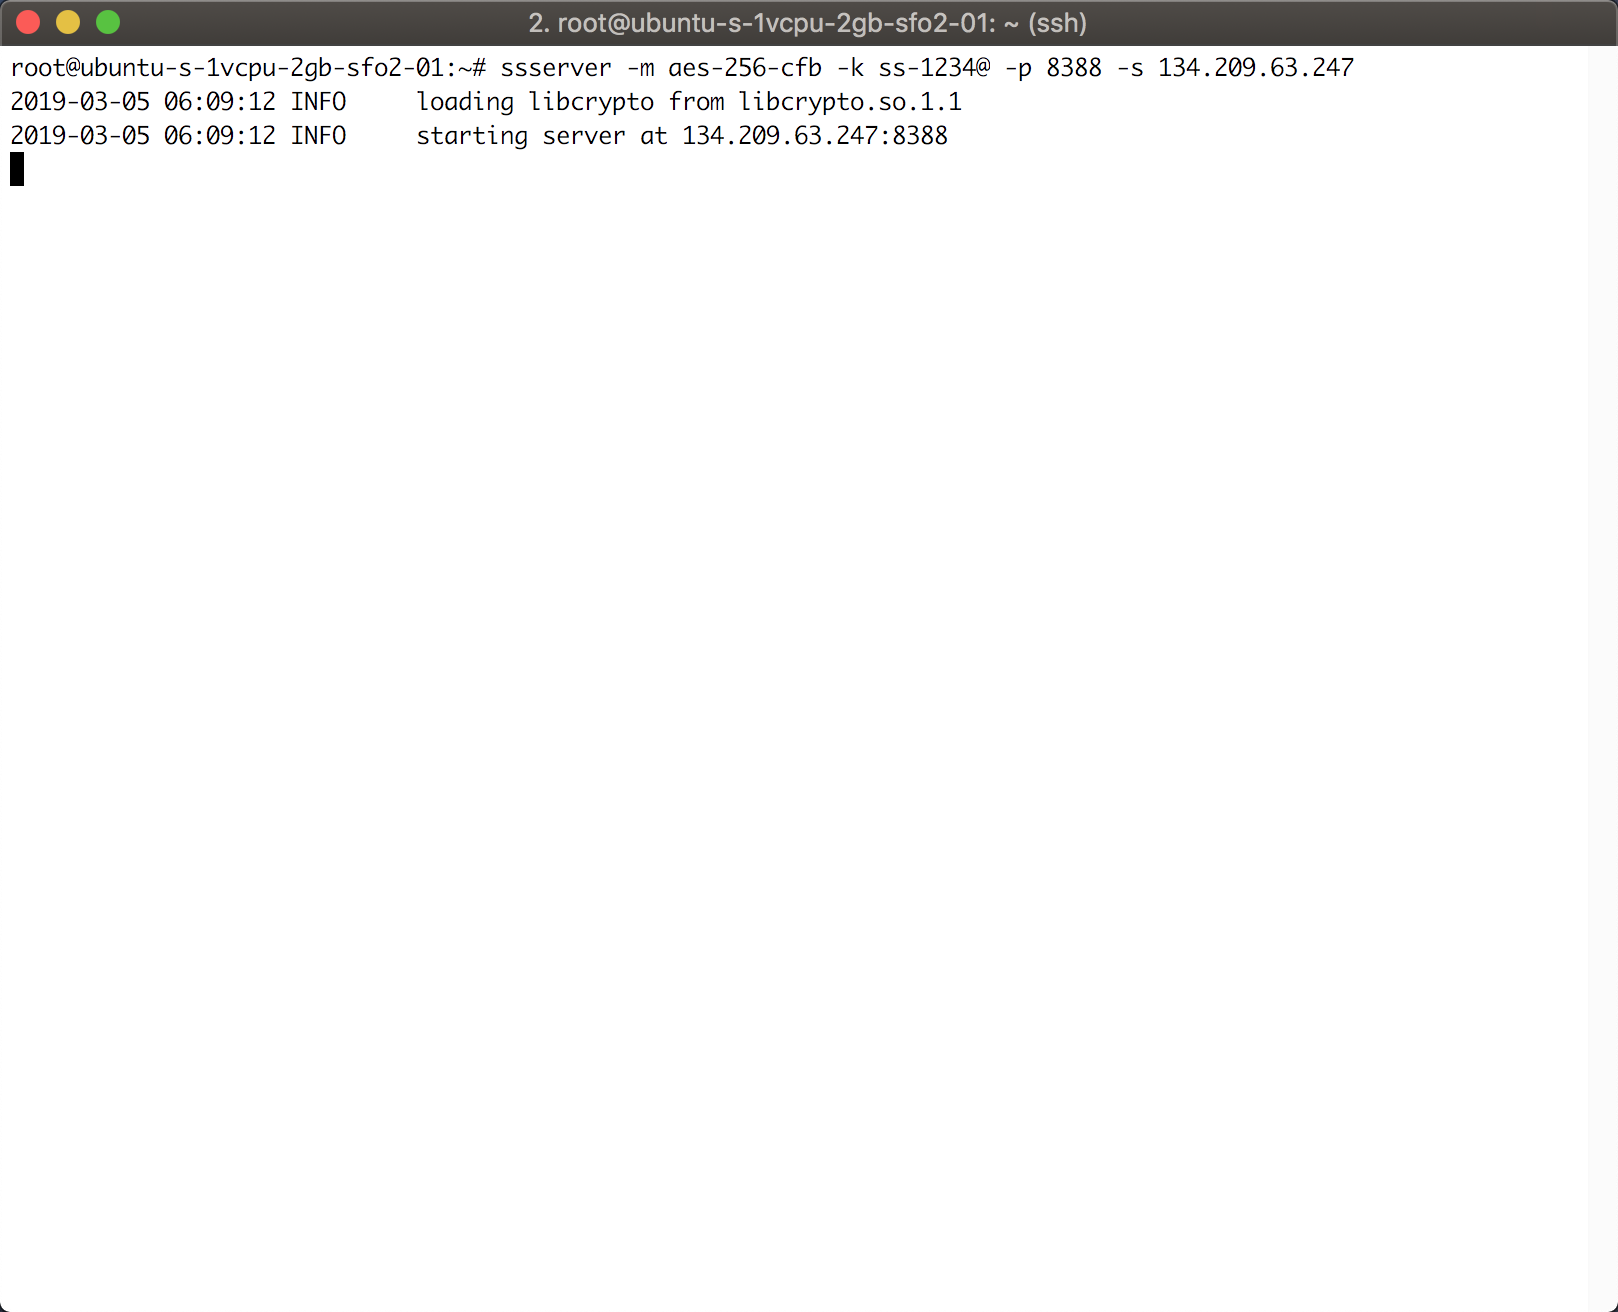 2. root@ubuntu-s-1vcpu-2gb-sfo2-01: ~ (ssh)
root@ubuntu-s-1vcpu-2gb-sfo2-01:~# ssserver -m aes-256-cfb -k ss-1234@ -p 8388 -s 134.209.63.247
2019-03-05 06:09:12 INFO     loading libcrypto from libcrypto.so.1.1
2019-03-05 06:09:12 INFO     starting server at 134.209.63.247:8388